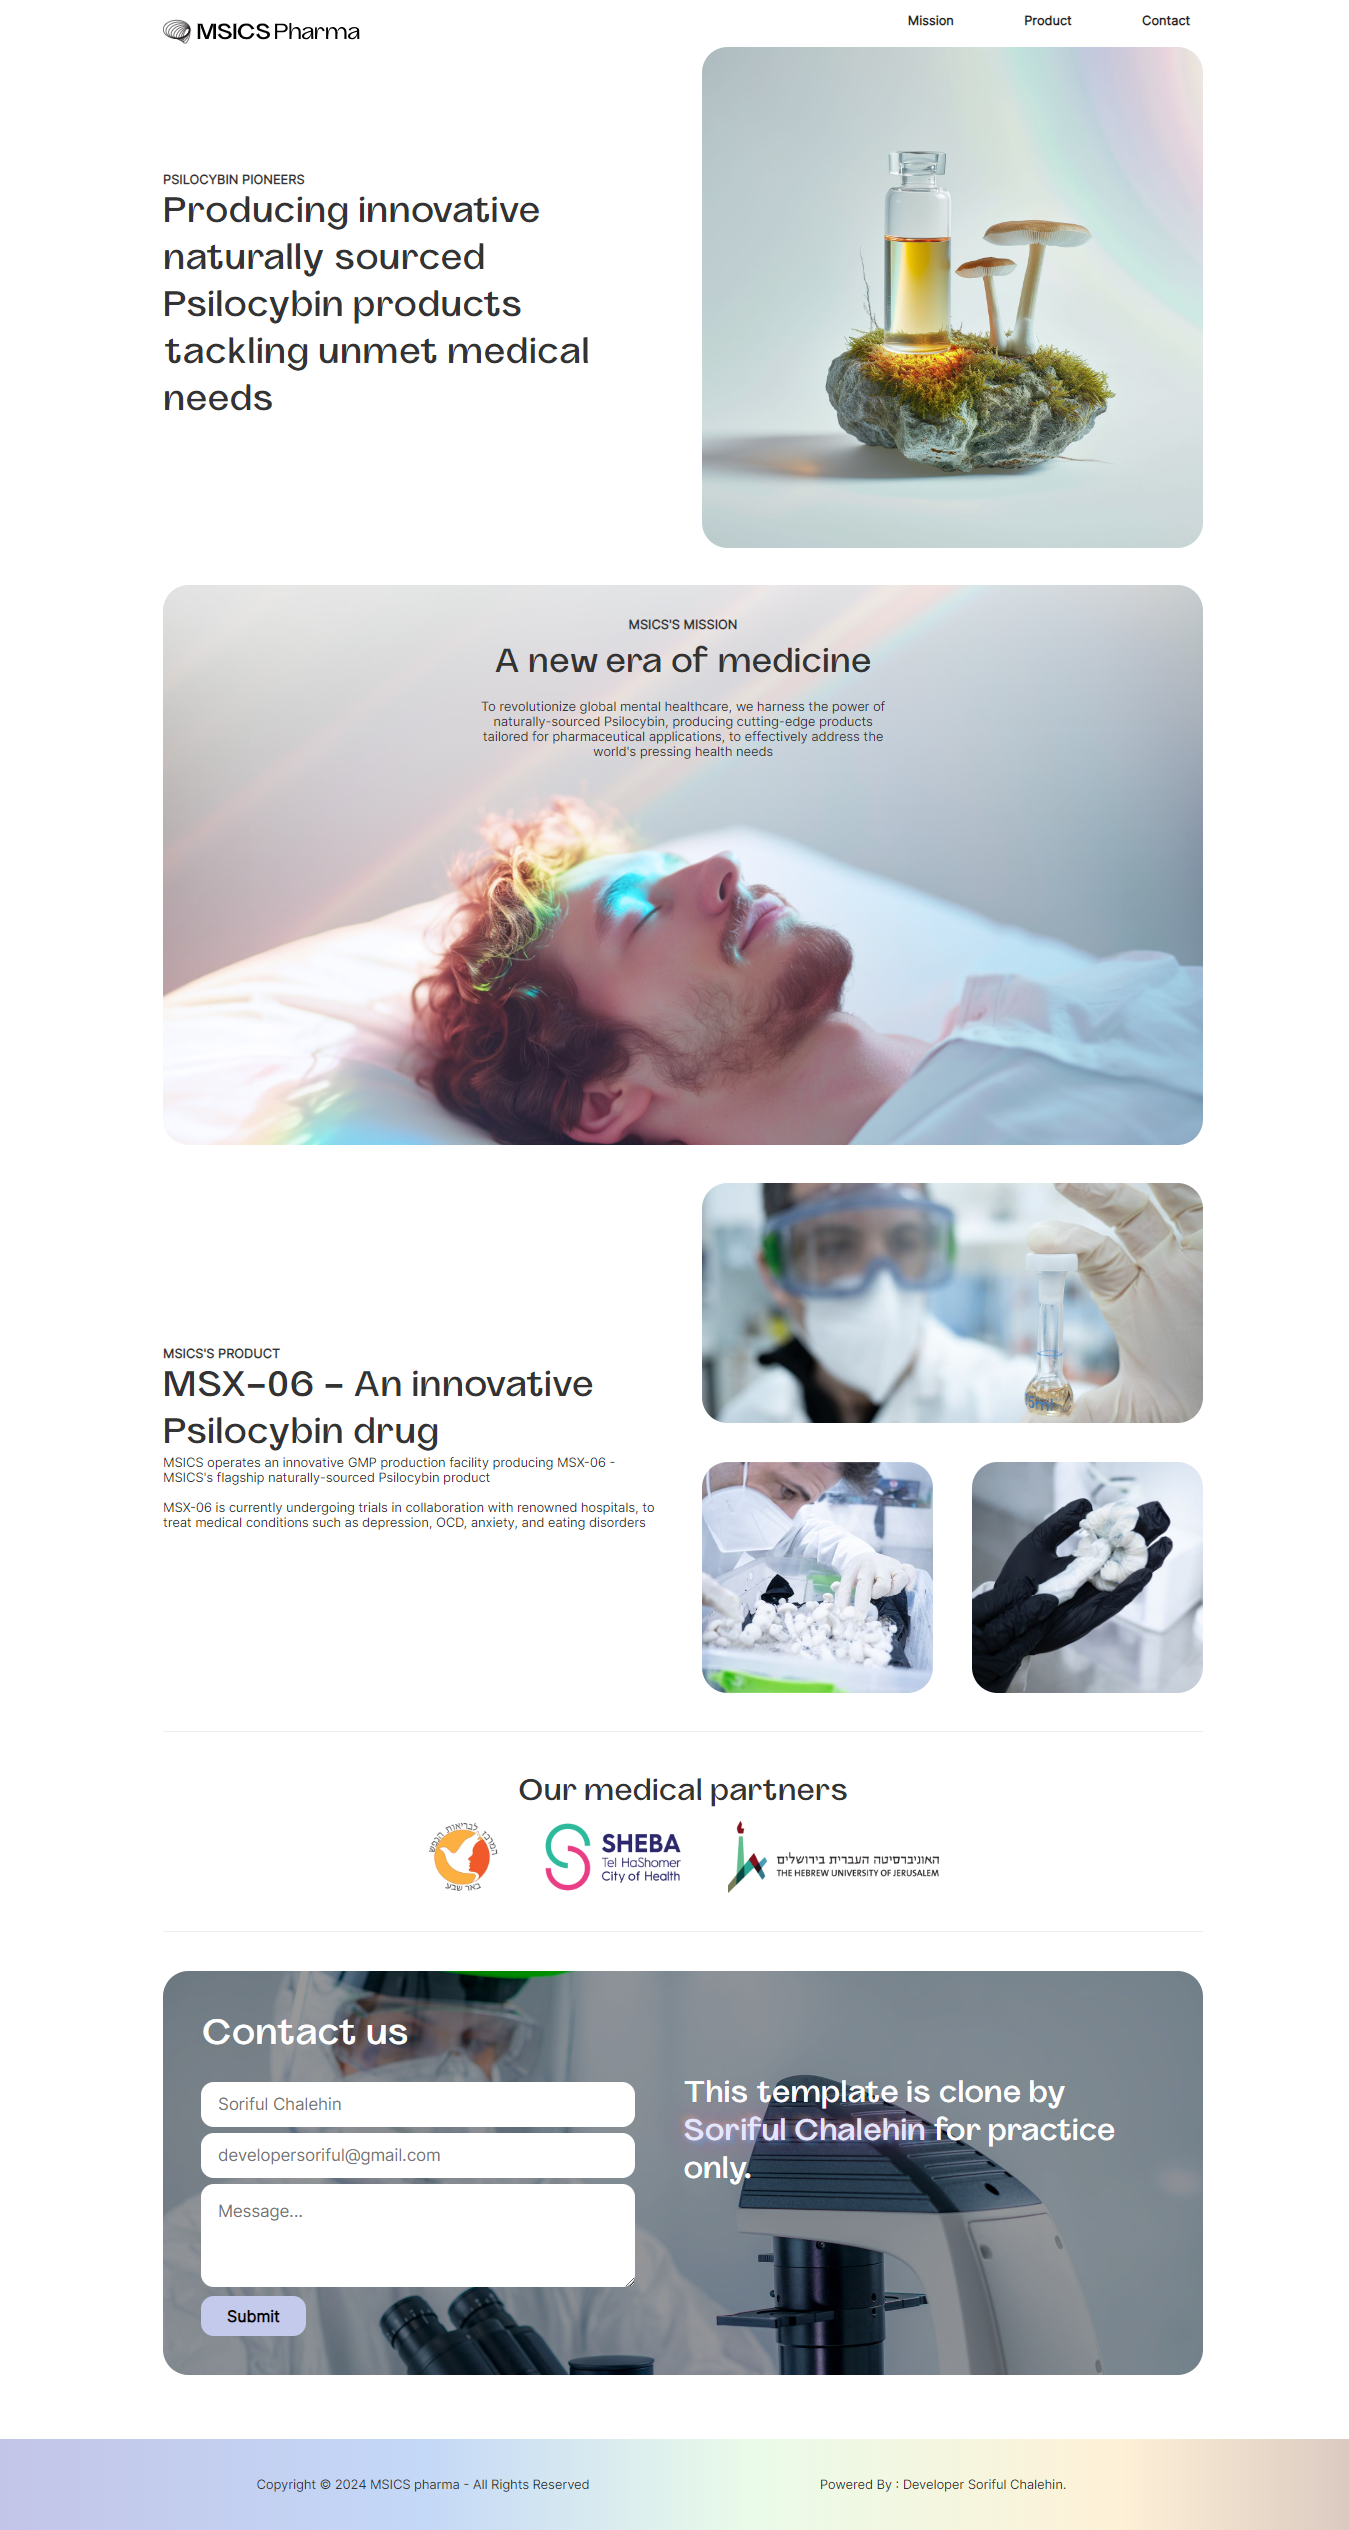 MSICS Pharma
Mission
Product
Contact
PSILOCYBIN PIONEERS
Producing innovative
naturally sourced
Psilocybin products
tackling unmet medical
needs
MSICS'S MISSION
A new era of medicine
To revolutionize global mental healthcare, we harness the power of
naturally-sourced Psilocybin, producing cutting-edge products
tailored for pharmaceutical applications, to effectively address the
world's pressing health needs
MSICS'S PRODUCT
MSX-06 - An innovative
Psilocybin drug
MSICS operates an innovative GMP production facility producing MSX-06 -
MSICS's flagship naturally-sourced Psilocybin product
MSX-06 is currently undergoing trials in collaboration with renowned hospitals, to
treat medical conditions such as depression, OCD, anxiety, and eating disorders
Our medical partners
המרכז לבריאות הנפש
באר שבע
SHEBA
Tel HaShomer
City of Health
האוניברסיטה העברית בירושלים
THE HEBREW UNIVERSITY OF JERUSALEM
Contact us
Soriful Chalehin
developersoriful@gmail.com
Message...
Submit
This template is clone by
Soriful Chalehin for practice
only.
Copyright © 2024 MSICS pharma - All Rights Reserved
Powered By : Developer Soriful Chalehin.